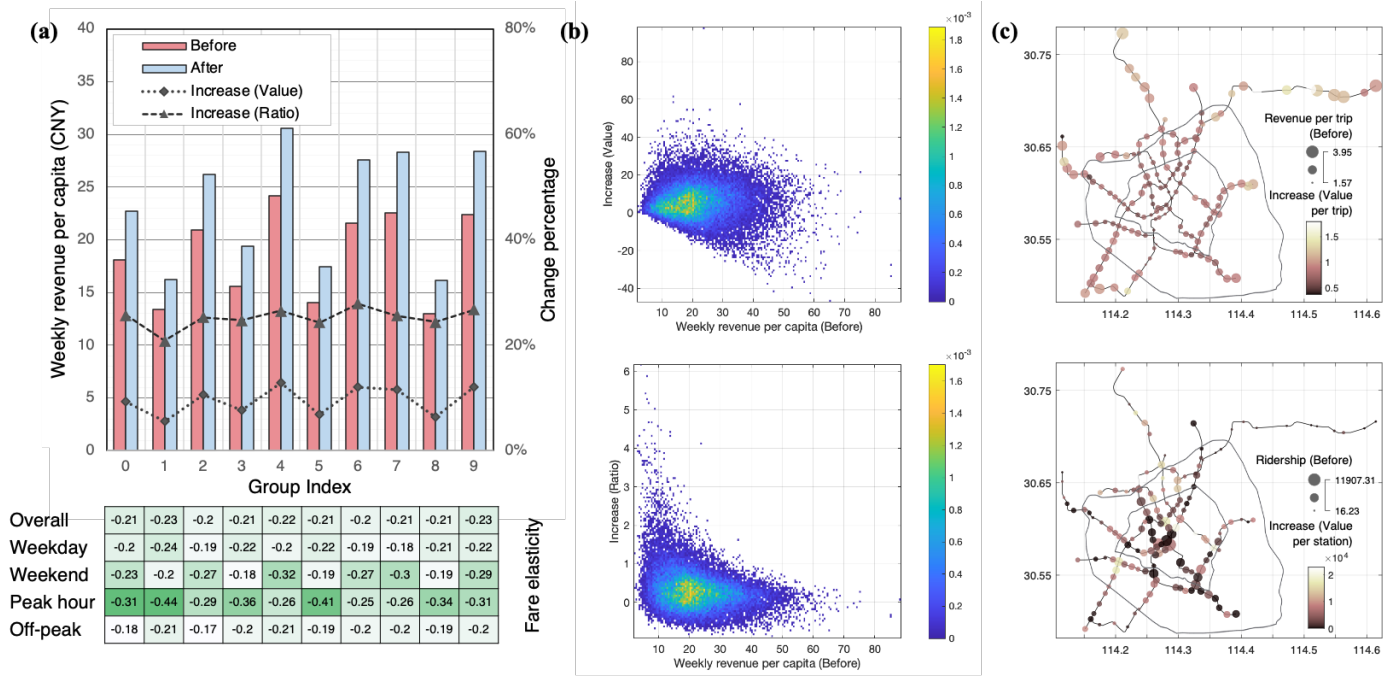 (a)
40
35
30
25
20
15
10
5
0
Weekly revenue per capita (CNY)
80%
60%
40%
20%
0%
Change percentage
Before
After
Increase (Value)
Increase (Ratio)
0 1 2 3 4 5 6 7 8 9
Group Index
Overall -0.21 -0.23 -0.2 -0.21 -0.22 -0.21 -0.2 -0.21 -0.21 -0.23
Weekday -0.2 -0.24 -0.19 -0.22 -0.2 -0.22 -0.19 -0.18 -0.21 -0.22
Weekend -0.23 -0.2 -0.27 -0.18 -0.32 -0.19 -0.27 -0.3 -0.19 -0.29
Peak hour -0.31 -0.44 -0.29 -0.36 -0.26 -0.41 -0.25 -0.26 -0.34 -0.31
Off-peak -0.18 -0.21 -0.17 -0.2 -0.21 -0.19 -0.2 -0.2 -0.19 -0.2
Fare elasticity
(b)
80
60
40
20
0
-20
-40
Increase (Value)
10 20 30 40 50 60 70 80
Weekly revenue per capita (Before)
×10⁻³
1.8
1.6
1.4
1.2
1
0.8
0.6
0.4
0.2
0
6
5
4
3
2
1
0
Increase (Ratio)
10 20 30 40 50 60 70 80
Weekly revenue per capita (Before)
×10⁻³
1.6
1.4
1.2
1
0.8
0.6
0.4
0.2
0
(c)
30.75
30.65
30.55
114.2 114.3 114.4 114.5 114.6
Revenue per trip
(Before)
3.95
1.57
Increase (Value
per trip)
1.5
1
0.5
30.75
30.65
30.55
114.2 114.3 114.4 114.5 114.6
Ridership (Before)
11907.31
16.23
Increase (Value
per station)
×10⁴
2
1
0